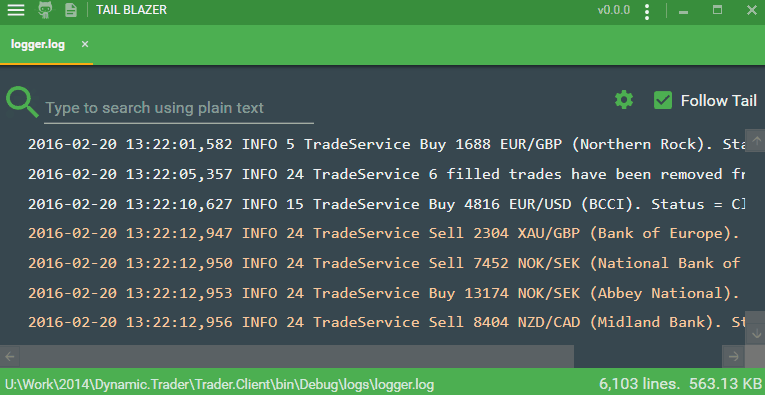 TAIL BLAZER
v0.0.0
logger.log ×
Type to search using plain text
Follow Tail
2016-02-20 13:22:01,582 INFO 5 TradeService Buy 1688 EUR/GBP (Northern Rock). Sta
2016-02-20 13:22:05,357 INFO 24 TradeService 6 filled trades have been removed fr
2016-02-20 13:22:10,627 INFO 15 TradeService Buy 4816 EUR/USD (BCCI). Status = Cl
2016-02-20 13:22:12,947 INFO 24 TradeService Sell 2304 XAU/GBP (Bank of Europe).
2016-02-20 13:22:12,950 INFO 24 TradeService Sell 7452 NOK/SEK (National Bank of
2016-02-20 13:22:12,953 INFO 24 TradeService Buy 13174 NOK/SEK (Abbey National).
2016-02-20 13:22:12,956 INFO 24 TradeService Sell 8404 NZD/CAD (Midland Bank). St
U:\Work\2014\Dynamic.Trader\Trader.Client\bin\Debug\logs\logger.log
6,103 lines. 563.13 KB